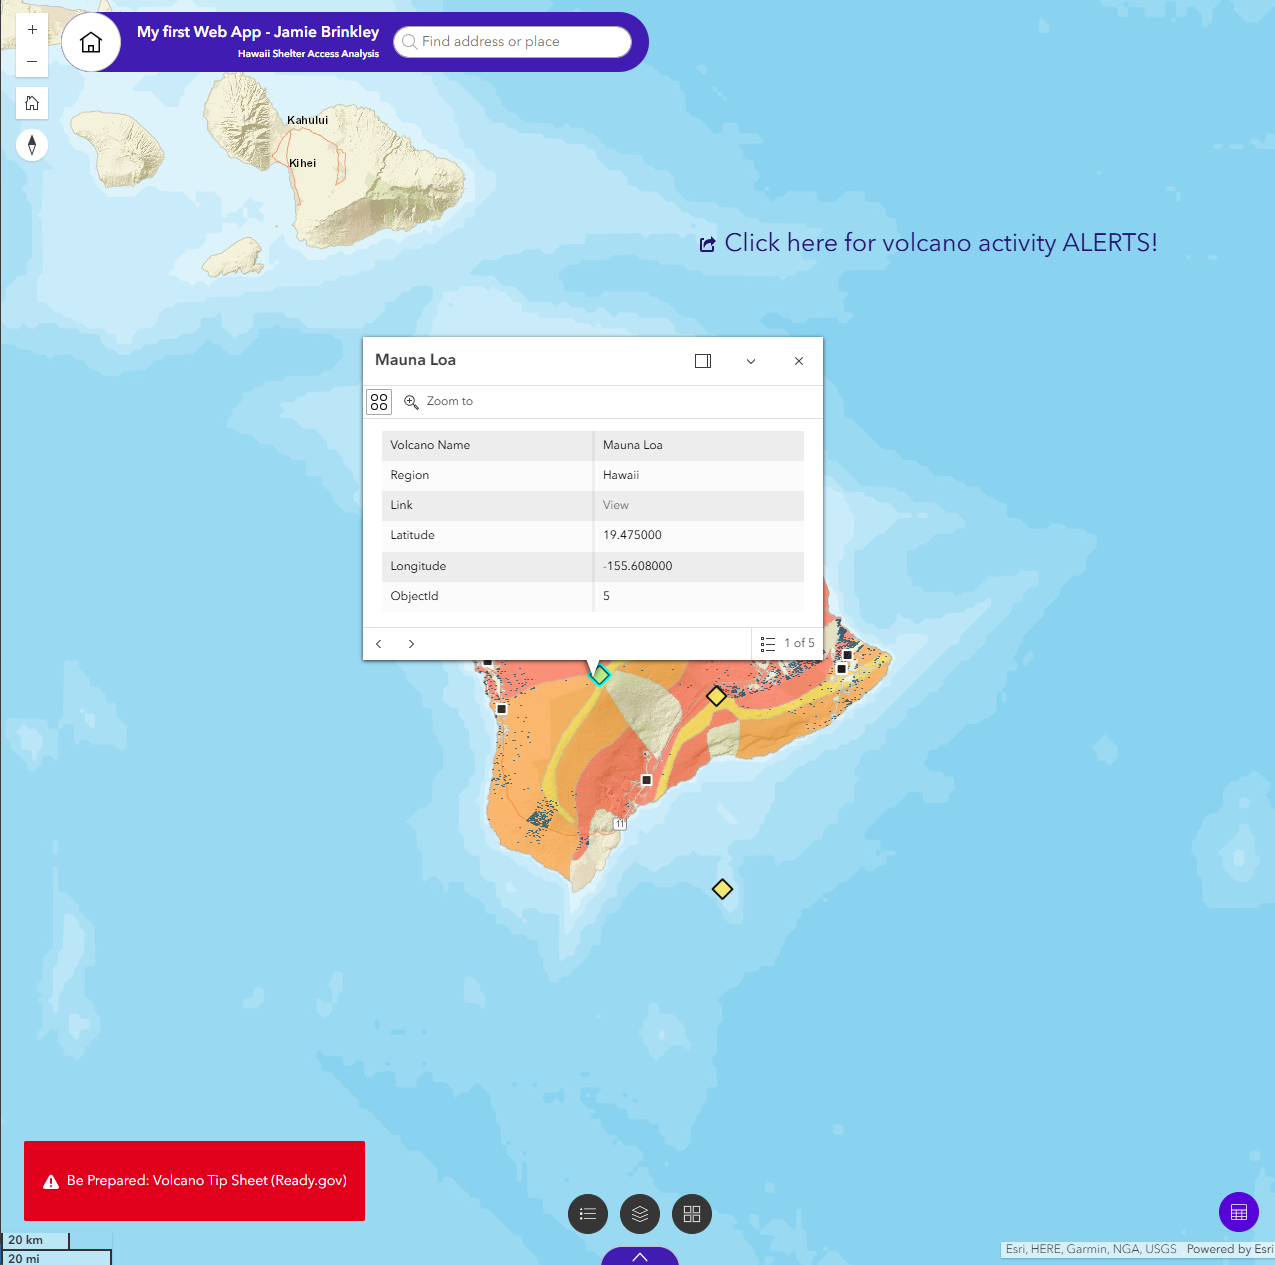 My first Web App - Jamie Brinkley
Hawaii Shelter Access Analysis
Find address or place
Kahului
Kihei
Click here for volcano activity ALERTS!
Mauna Loa
Zoom to
Volcano Name Mauna Loa
Region Hawaii
Link View
Latitude 19.475000
Longitude -155.608000
ObjectId 5
1 of 5
11
Be Prepared: Volcano Tip Sheet (Ready.gov)
20 km
20 mi
Esri, HERE, Garmin, NGA, USGS Powered by Esri